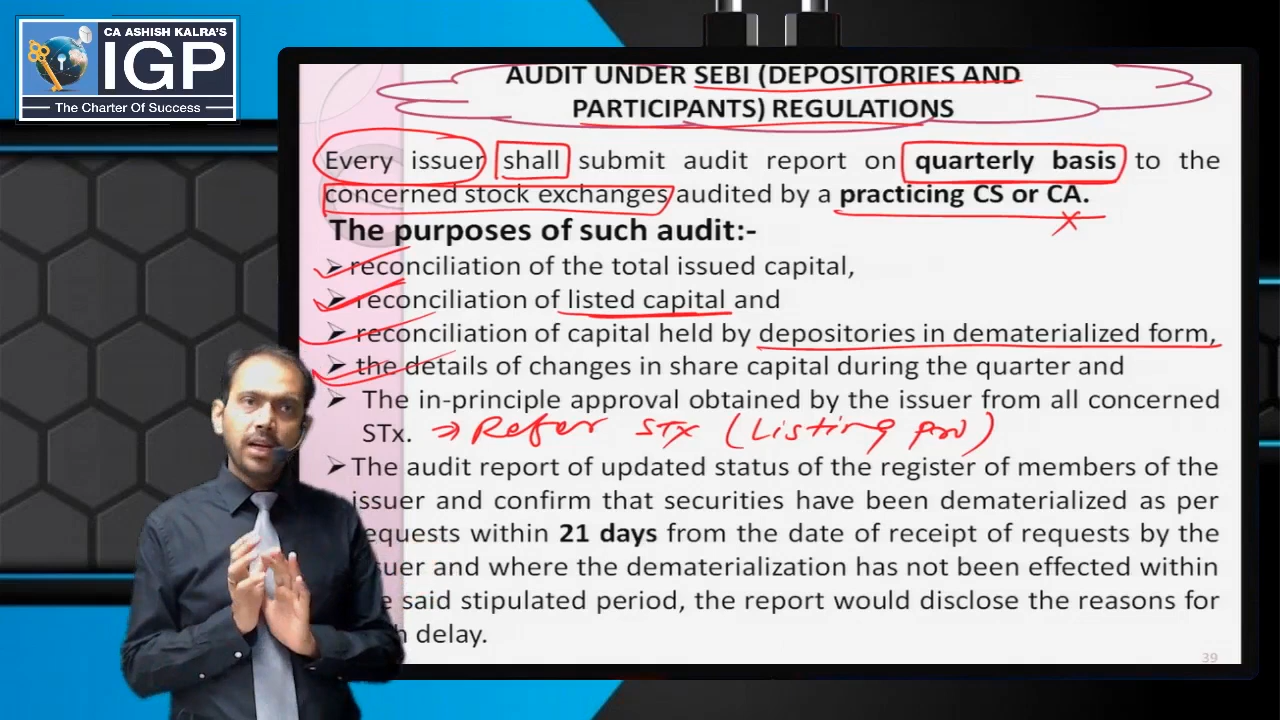 CA ASHISH KALRA'S
IGP
The Charter Of Success
AUDIT UNDER SEBI (DEPOSITORIES AND
PARTICIPANTS) REGULATIONS
Every issuer shall submit audit report on quarterly basis to the
concerned stock exchanges audited by a practicing CS or CA.
The purposes of such audit:-
reconciliation of the total issued capital,
reconciliation of listed capital and
reconciliation of capital held by depositories in dematerialized form,
the details of changes in share capital during the quarter and
The in-principle approval obtained by the issuer from all concerned
STx. → Refer STx (Listing pro)
The audit report of updated status of the register of members of the
issuer and confirm that securities have been dematerialized as per
equests within 21 days from the date of receipt of requests by the
suer and where the dematerialization has not been effected within
e said stipulated period, the report would disclose the reasons for
h delay.
39